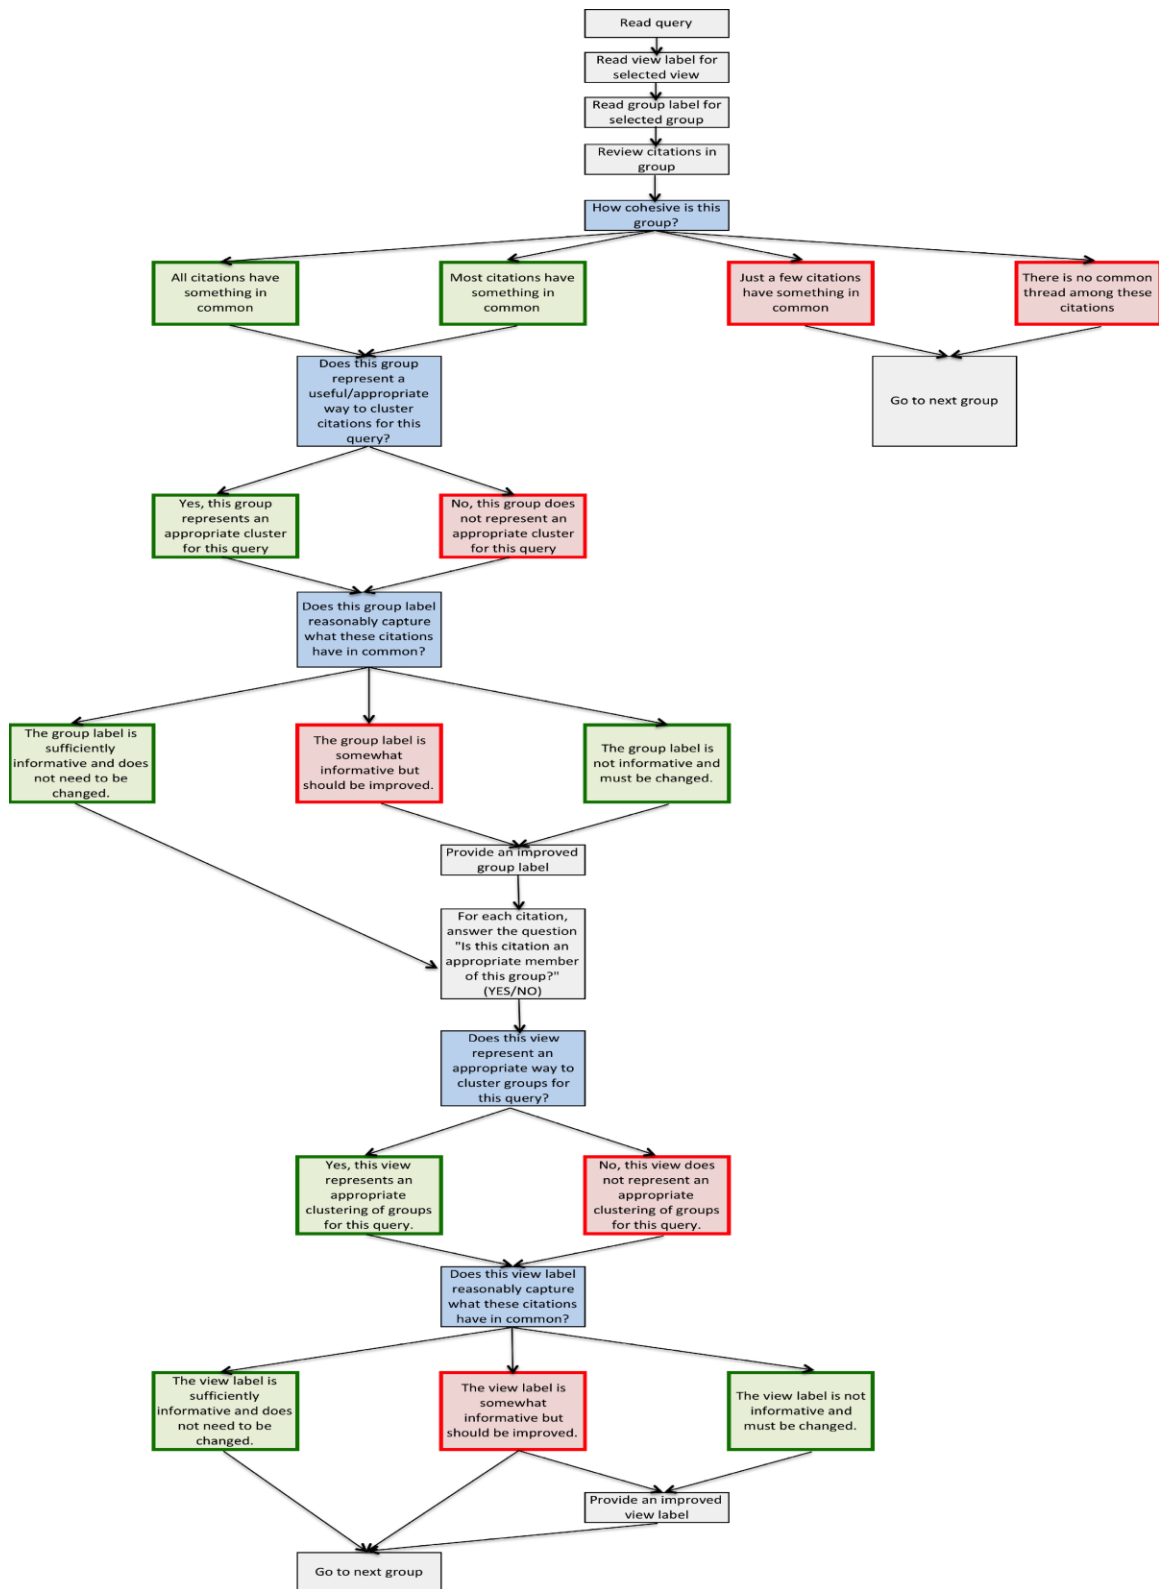 Read query
Read view label for
selected view
Read group label for
selected group
Review citations in
group
How cohesive is this
group?
All citations have
something in
common
Most citations have
something in
common
Just a few citations
have something in
common
There is no common
thread among these
citations
Does this group
represent a
useful/appropriate
way to cluster
citations for this
query?
Go to next group
Yes, this group
represents an
appropriate cluster
for this query
No, this group does
not represent an
appropriate cluster
for this query
Does this group label
reasonably capture
what these citations
have in common?
The group label is
sufficiently
informative and does
not need to be
changed.
The group label is
somewhat
informative but
should be improved.
The group label is
not informative and
must be changed.
Provide an improved
group label
For each citation,
answer the question
"Is this citation an
appropriate member
of this group?"
(YES/NO)
Does this view
represent an
appropriate way to
cluster groups for
this query?
Yes, this view
represents an
appropriate
clustering of groups
for this query.
No, this view does
not represent an
appropriate
clustering of groups
for this query.
Does this view label
reasonably capture
what these citations
have in common?
The view label is
sufficiently
informative and does
not need to be
changed.
The view label is
somewhat
informative but
should be improved.
The view label is not
informative and
must be changed.
Provide an improved
view label
Go to next group